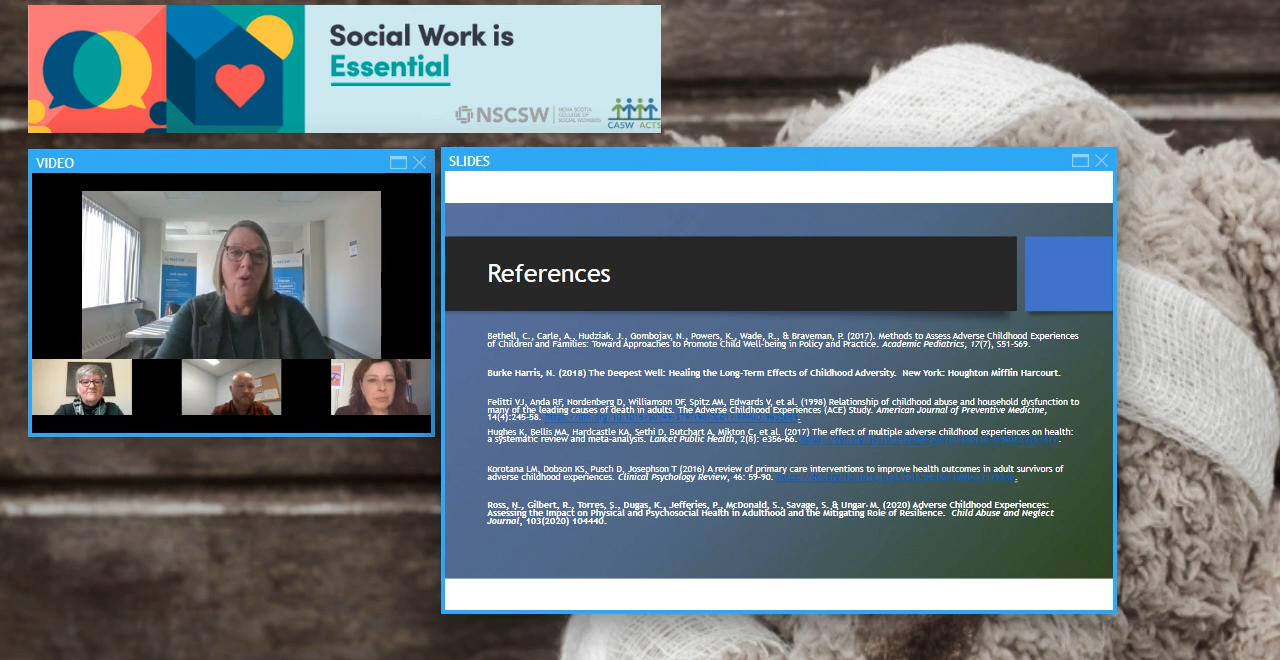 Social Work is
Essential
NSCSW
NOVA SCOTIA
COLLEGE OF
SOCIAL WORKERS
CASW ACTS
VIDEO
SLIDES
References
Bethell, C., Carle, A., Hudziak, J., Gombojav, N., Powers, K., Wade, R., & Braveman, P. (2017). Methods to Assess Adverse Childhood Experiences
of Children and Families: Toward Approaches to Promote Child Well-being in Policy and Practice. Academic Pediatrics, 17(7), S51-S69.
Burke Harris, N. (2018) The Deepest Well: Healing the Long-Term Effects of Childhood Adversity. New York: Houghton Mifflin Harcourt.
Felitti VJ, Anda RF, Nordenberg D, Williamson DF, Spitz AM, Edwards V, et al. (1998) Relationship of childhood abuse and household dysfunction to
many of the leading causes of death in adults. The Adverse Childhood Experiences (ACE) Study. American Journal of Preventive Medicine,
14(4):245-58.
Hughes K, Bellis MA, Hardcastle KA, Sethi D, Butchart A, Mikton C, et al. (2017) The effect of multiple adverse childhood experiences on health:
a systematic review and meta-analysis. Lancet Public Health, 2(8): e356-66.
Korotana LM, Dobson KS, Pusch D, Josephson T (2016) A review of primary care interventions to improve health outcomes in adult survivors of
adverse childhood experiences. Clinical Psychology Review, 46: 59-90.
Ross, N., Gilbert, R., Torres, S., Dugas, K., Jefferies, P., McDonald, S., Savage, S. & Ungar M. (2020) Adverse Childhood Experiences:
Assessing the Impact on Physical and Psychosocial Health in Adulthood and the Mitigating Role of Resilience. Child Abuse and Neglect
Journal, 103(2020) 104440.